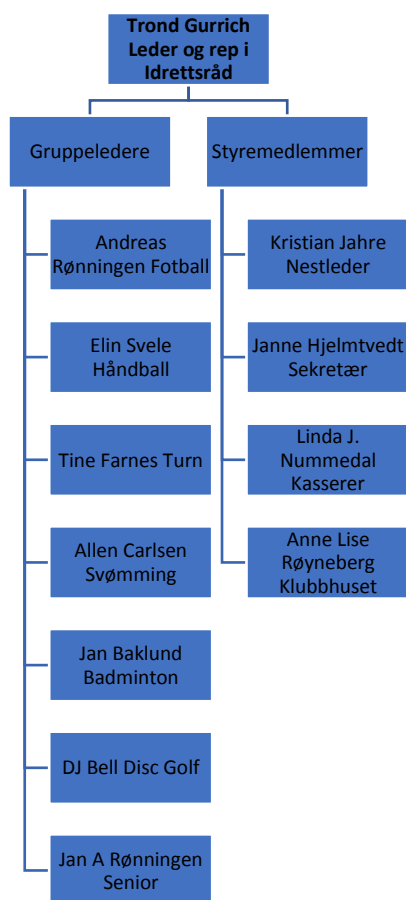 Trond Gurrich
Leder og rep i
Idrettsråd
Gruppeledere
Andreas
Rønningen Fotball
Elin Svele
Håndball
Tine Farnes Turn
Allen Carlsen
Svømming
Jan Baklund
Badminton
DJ Bell Disc Golf
Jan A Rønningen
Senior
Styremedlemmer
Kristian Jahre
Nestleder
Janne Hjelmtvedt
Sekretær
Linda J.
Nummedal
Kasserer
Anne Lise
Røyneberg
Klubbhuset